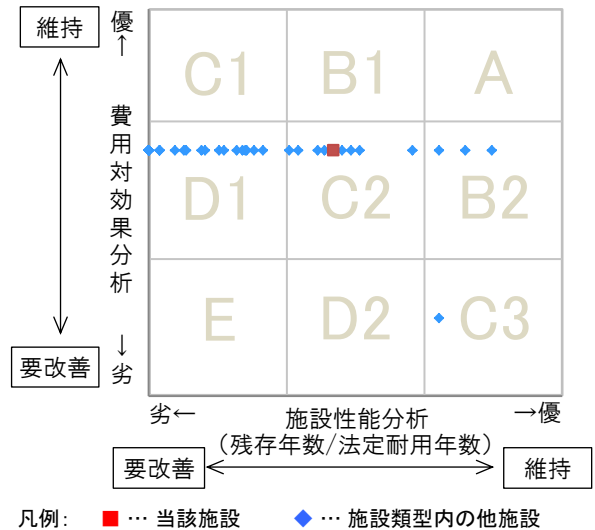 維持
優
↑
C1 B1 A
費用対効果分析
D1 C2 B2
E D2 C3
↓
劣
要改善
劣← 施設性能分析 →優
(残存年数/法定耐用年数)
要改善 維持
凡例: ■ … 当該施設 ◆ … 施設類型内の他施設